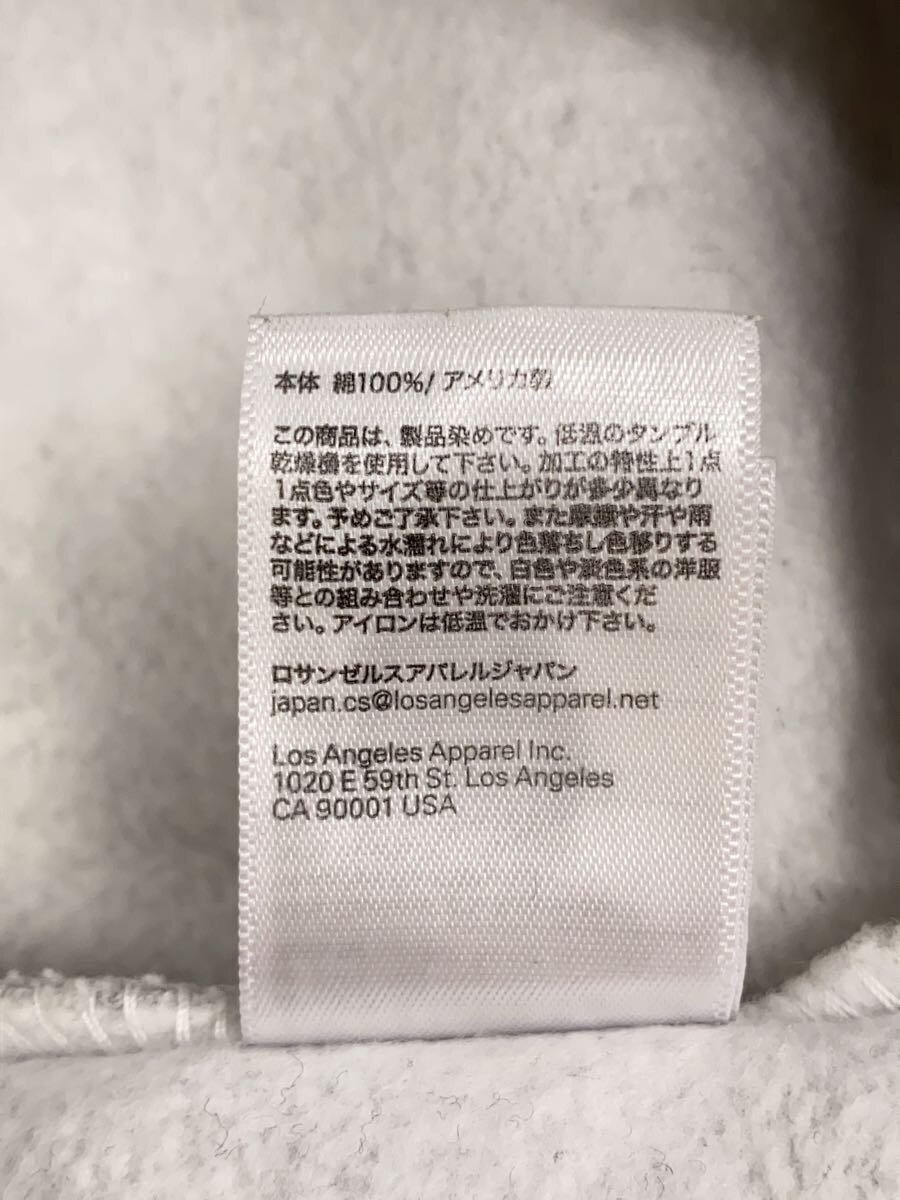 本体 綿100%/ アメリカ製
この商品は、製品染めです。低温のタンブル
乾燥機を使用して下さい。加工の特性上1点
1点色やサイズ等の仕上がりが多少異なり
ます。予めご了承下さい。また摩擦や汗や雨
などによる水濡れにより色落ちし色移りする
可能性がありますので、白色や淡色系の洋服
等との組み合わせや洗濯にご注意くだ
さい。アイロンは低温でおかけ下さい。
ロサンゼルスアパレルジャパン
japan.cs@losangelesapparel.net
Los Angeles Apparel Inc.
1020 E 59th St. Los Angeles
CA 90001 USA